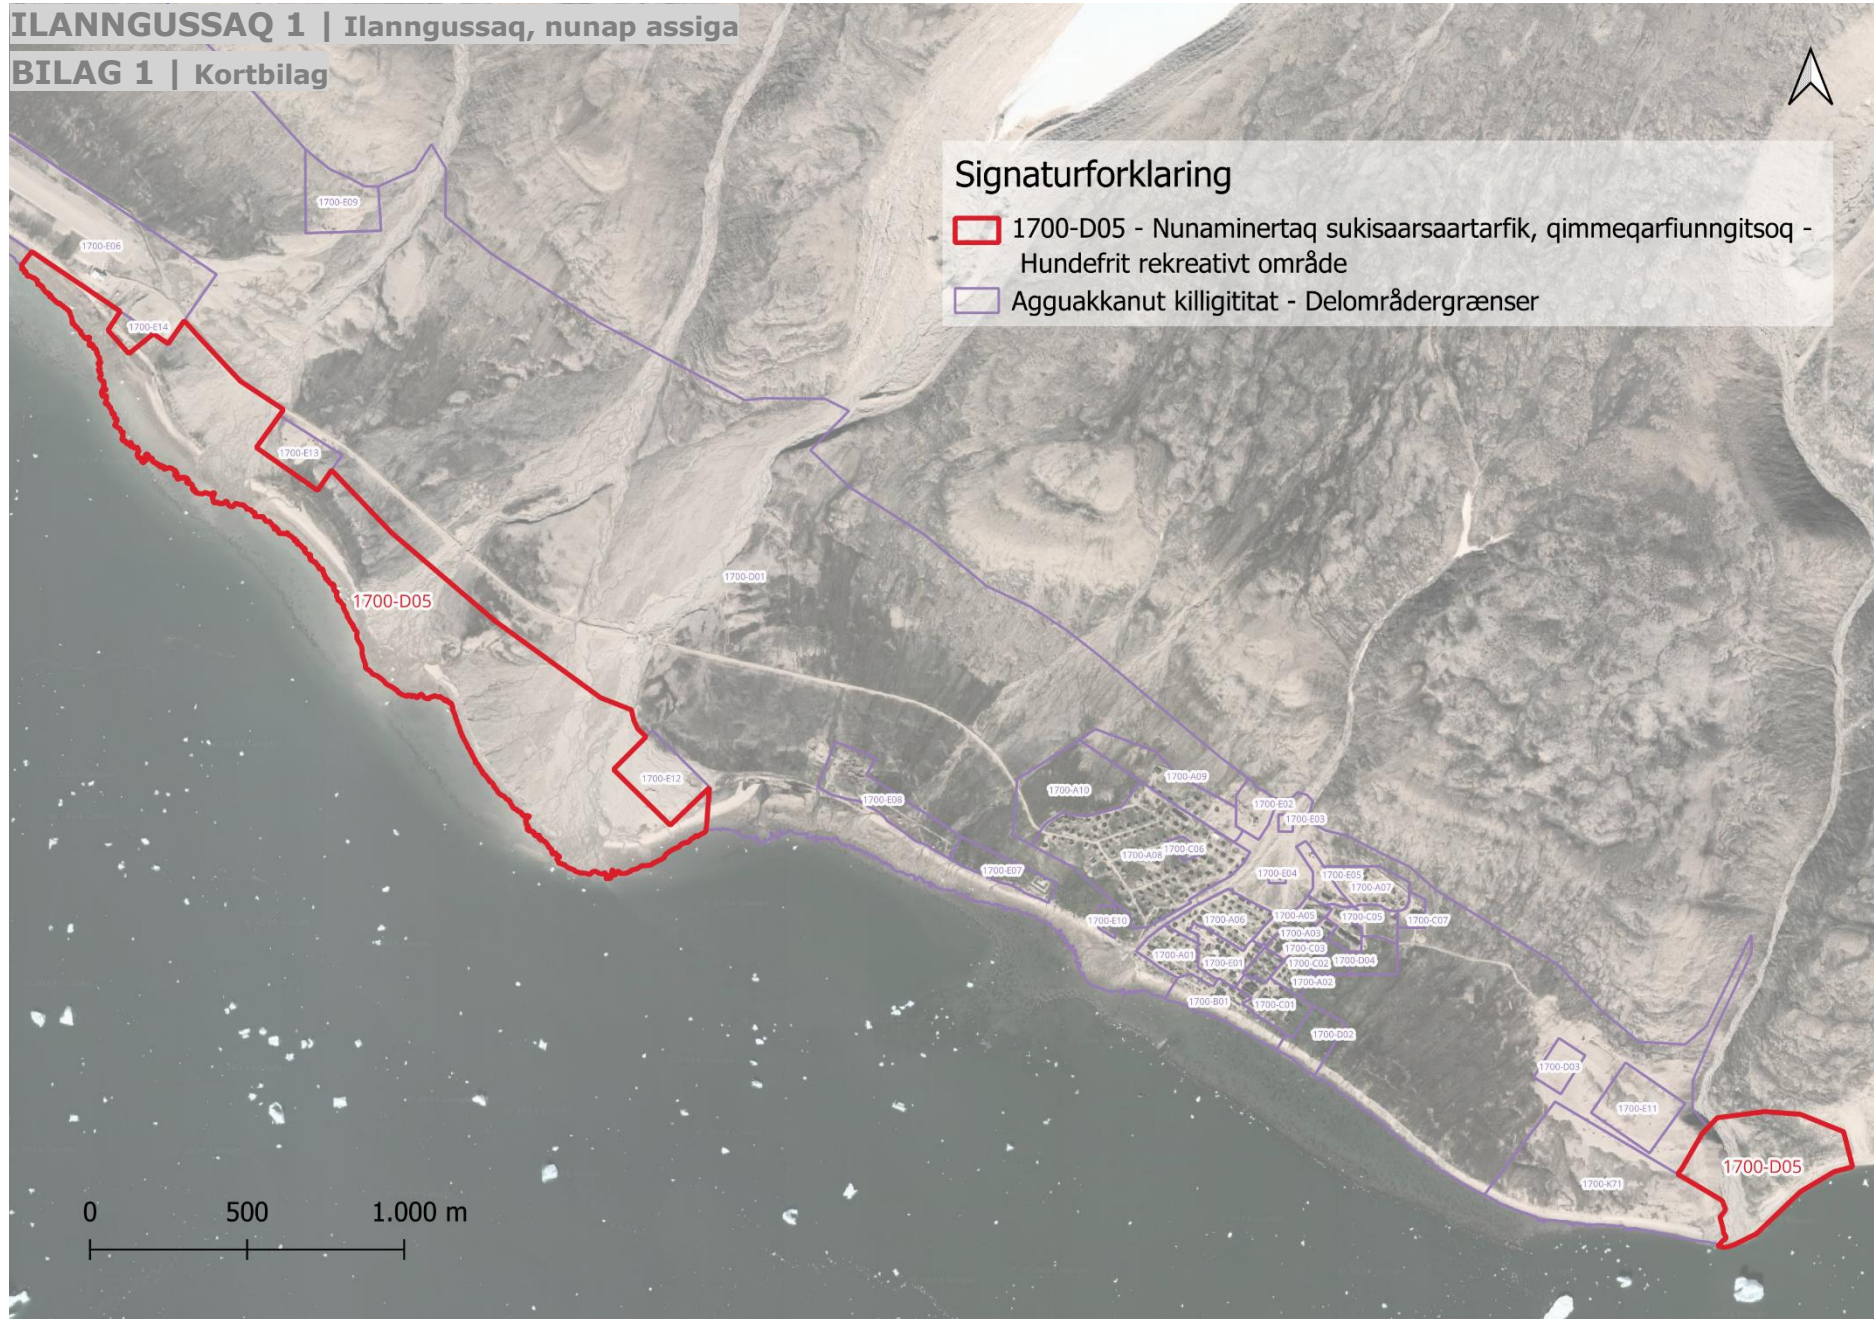 ILANNGUSSAQ 1 | Ilanngussaq, nunap assiga
BILAG 1 | Kortbilag
Signaturforklaring
1700-D05 - Nunaminertaq sukisaarsaartarfik, qimmeqarfiunngitsoq -
Hundefrit rekreativt område
Agguakkanut killigititat - Delområdergrænser
1700-E09
1700-E06
1700-E14
1700-E13
1700-D01
1700-D05
1700-E12
1700-A09
1700-A10
1700-E08
1700-E02
1700-E03
1700-C06
1700-A08
1700-E07
1700-E04
1700-E05
1700-A07
1700-E10
1700-A06
1700-A05
1700-C05
1700-C07
1700-A03
1700-C03
1700-A01
1700-E01
1700-C02
1700-D04
1700-A02
1700-B01
1700-C01
1700-D02
1700-D03
1700-E11
1700-D05
1700-K71
0 500 1.000 m